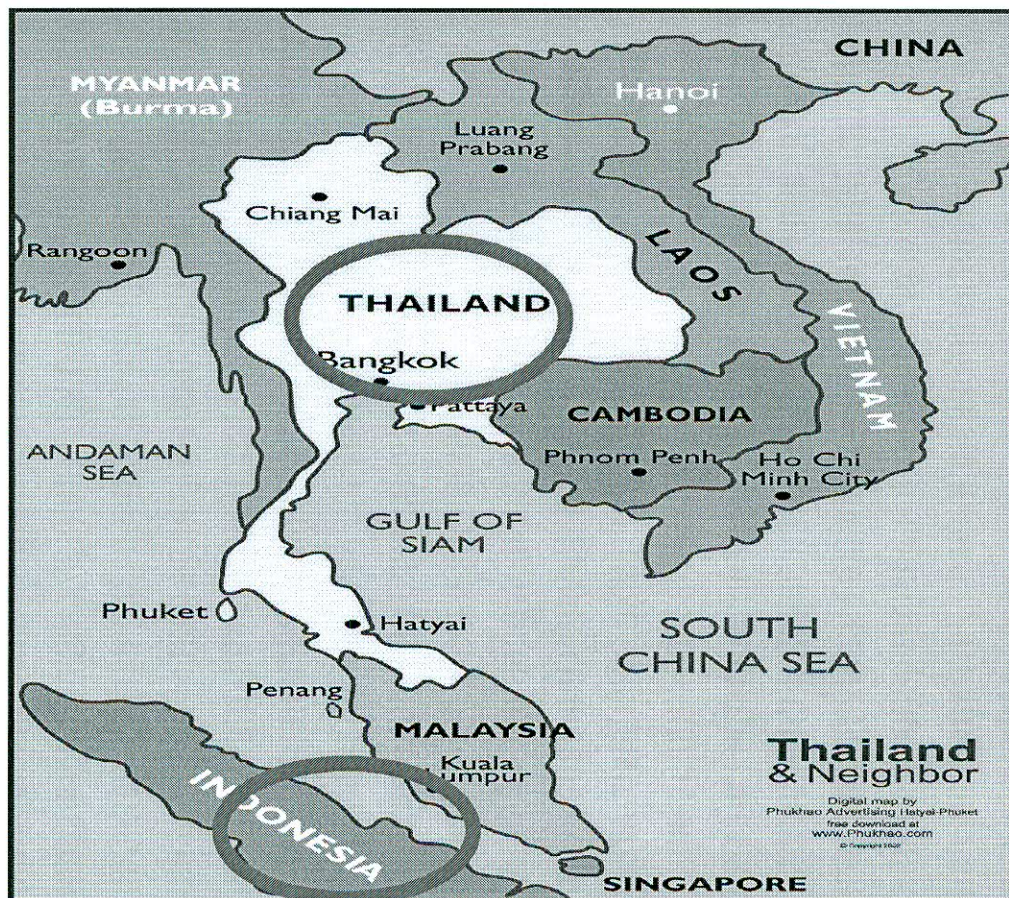 CHINA
MYANMAR
(Burma)
Hanoi
Luang
Prabang
Chiang Mai
Rangoon
LAOS
THAILAND
VIETNAM
Bangkok
Pattaya
CAMBODIA
ANDAMAN
SEA
Phnom Penh
Ho Chi
Minh City
GULF OF
SIAM
Phuket
Hatyai
SOUTH
CHINA SEA
Penang
MALAYSIA
Kuala
Lumpur
INDONESIA
SINGAPORE
Thailand
& Neighbor
Digital map by
Phukhao Advertising Hatyai-Phuket
free download at
www.Phukhao.com